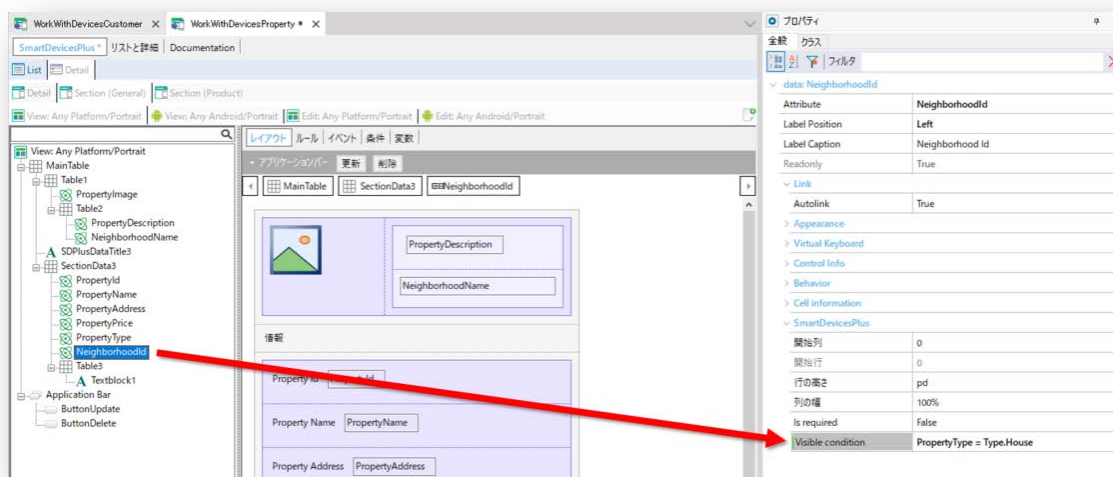 WorkWithDevicesCustomer
WorkWithDevicesProperty *
SmartDevicesPlus *
リストと詳細
Documentation
List
Detail
Detail
Section (General)
Section (Product)
View: Any Platform/Portrait
View: Any Android/Portrait
Edit: Any Platform/Portrait
Edit: Any Android/Portrait
View: Any Platform/Portrait
MainTable
Table1
PropertyImage
Table2
PropertyDescription
NeighborhoodName
SDPlusDataTitle3
SectionData3
PropertyId
PropertyName
PropertyAddress
PropertyPrice
PropertyType
NeighborhoodId
Table3
Textblock1
Application Bar
ButtonUpdate
ButtonDelete
レイアウト
ルール
イベント
条件
変数
アプリケーションバー
更新
削除
MainTable
SectionData3
NeighborhoodId
PropertyDescription
NeighborhoodName
情報
Property Id
Property Name
PropertyName
Property Address
PropertyAddress
プロパティ
全般
クラス
フィルタ
data: NeighborhoodId
Attribute NeighborhoodId
Label Position Left
Label Caption Neighborhood Id
Readonly True
Link
Autolink True
Appearance
Virtual Keyboard
Control Info
Behavior
Cell information
SmartDevicesPlus
開始列 0
開始行 0
行の高さ pd
列の幅 100%
Is required False
Visible condition PropertyType = Type.House